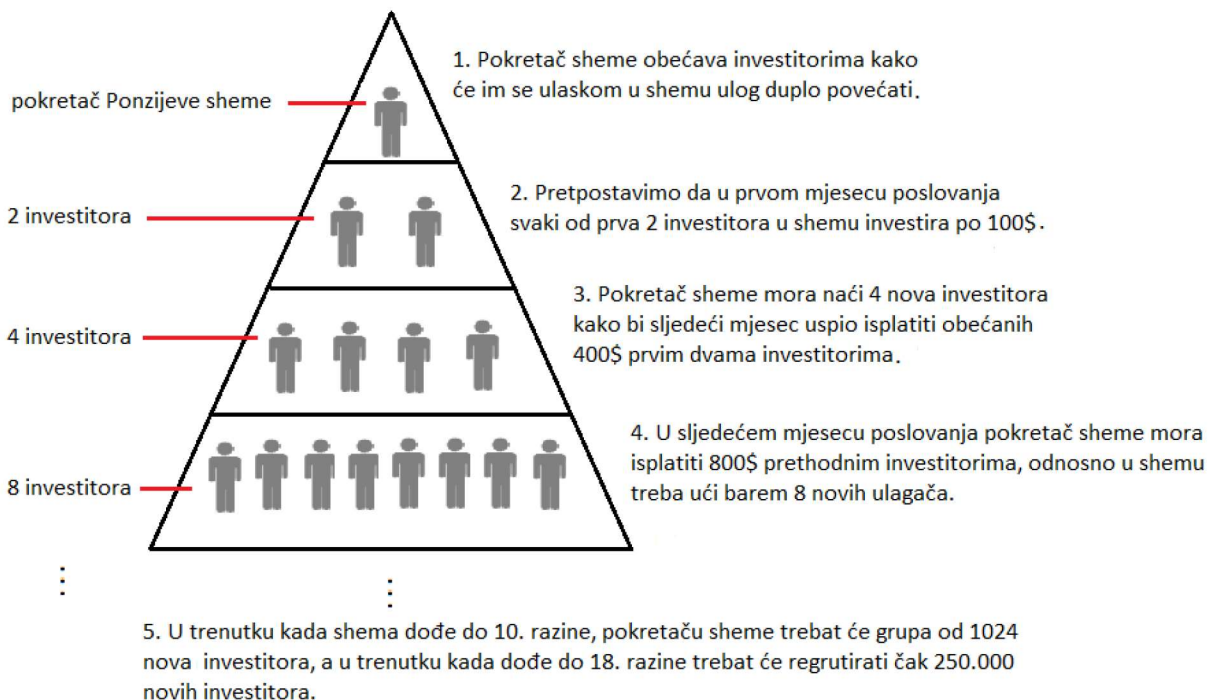 1. Pokretač sheme obećava investitorima kako
će im se ulaskom u shemu ulog duplo povećati.
pokretač Ponzijeve sheme
2. Pretpostavimo da u prvom mjesecu poslovanja
svaki od prva 2 investitora u shemu investira po 100$.
2 investitora
3. Pokretač sheme mora naći 4 nova investitora
kako bi sljedeći mjesec uspio isplatiti obećanih
400$ prvim dvama investitorima.
4 investitora
4. U sljedećem mjesecu poslovanja pokretač sheme mora
isplatiti 800$ prethodnim investitorima, odnosno u shemu
treba ući barem 8 novih ulagača.
8 investitora
5. U trenutku kada shema dođe do 10. razine, pokretaču sheme trebat će grupa od 1024
nova investitora, a u trenutku kada dođe do 18. razine trebat će regrutirati čak 250.000
novih investitora.